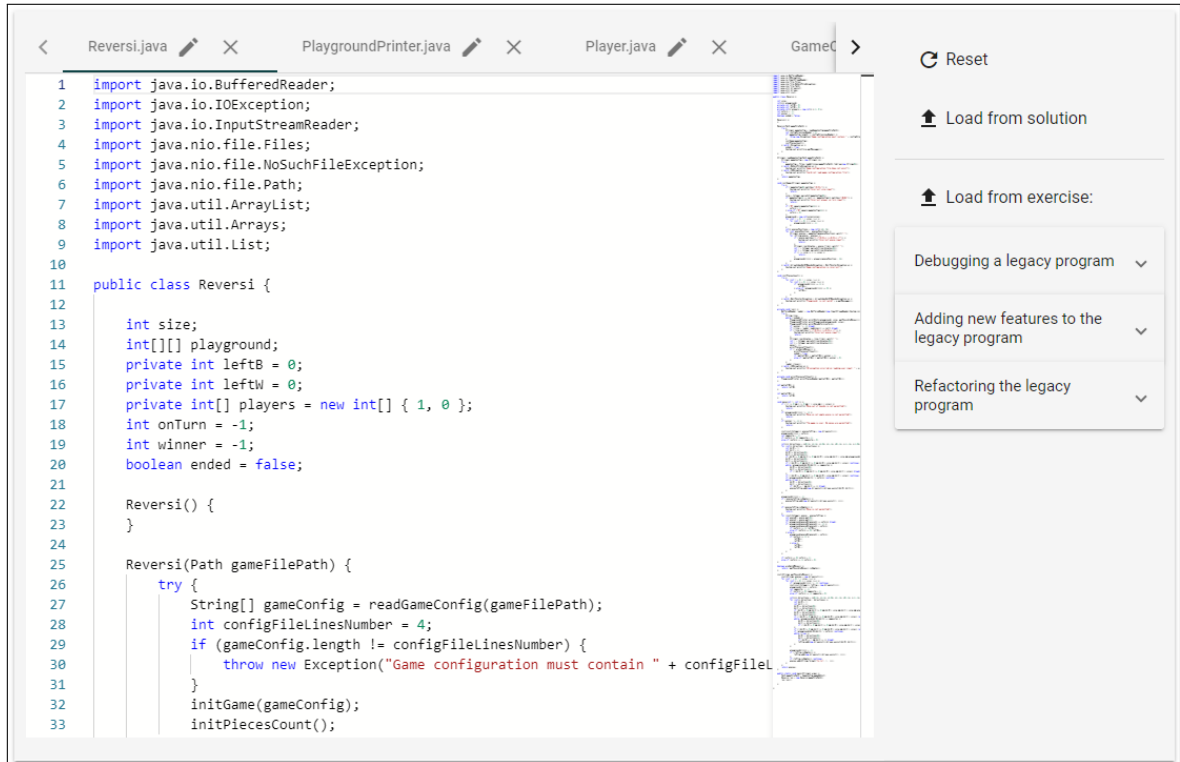 Reversi.java
PlaygroundPrinter.java
Player.java
GameC
1 import java.io.BufferedReader;
2 import java.io.IOException;
3 import java.io.InputStreamReader;
4 import java.nio.file.Files;
5 import java.nio.file.NoSuchFileException;
6 import java.nio.file.Path;
7 import java.util.Arrays;
8 import java.util.HashMap;
9 import java.util.List;
10
11 public class Reversi {
12
13 int size;
14 int[][] playground;
15 private int leftB = 0;
16 private int leftW = 0;
17 private int[] players = new int[] { 1, 0 };
18 int onTurn = -1;
19 int winner = -1;
20 boolean ended = false;
21
22 Reversi() {
23 }
24
25 Reversi(Path gameFilePath) {
26 try {
27 String[] gameConfig = readGameConfig(gameFilePath);
28 int configFileLinesNumber = 4;
29 if (gameConfig.length != configFileLinesNumber) {
30 throw new Exception("Game configuration must contain " + configFileL
31 }
32 initGame(gameConfig);
33 initPiecesCount();
Reset
Load from solution
Load from exercise:
Debugging a legacy program
Adding a new feature to the
legacy program
Refactoring the legacy
program